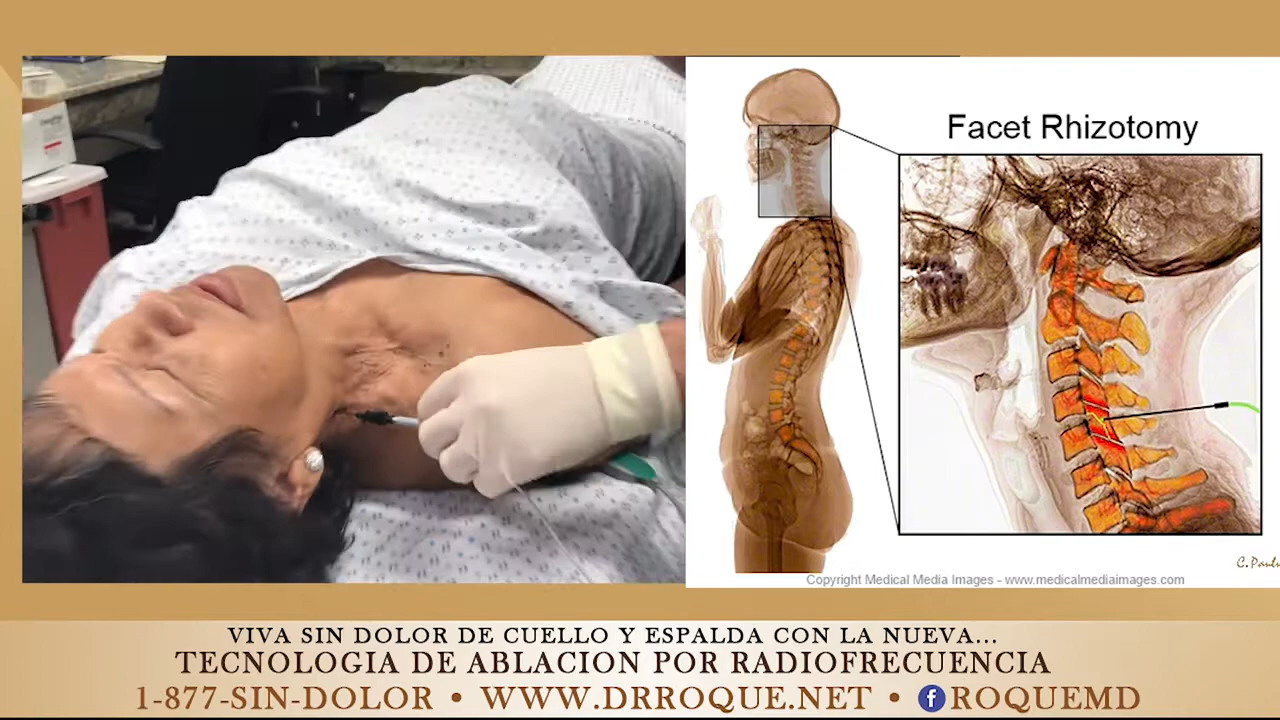 Facet Rhizotomy
Copyright Medical Media Images - www.medicalmediaimages.com
VIVA SIN DOLOR DE CUELLO Y ESPALDA CON LA NUEVA...
TECNOLOGIA DE ABLACION POR RADIOFRECUENCIA
1-877-SIN-DOLOR • WWW.DRROQUE.NET • f ROQUEMD